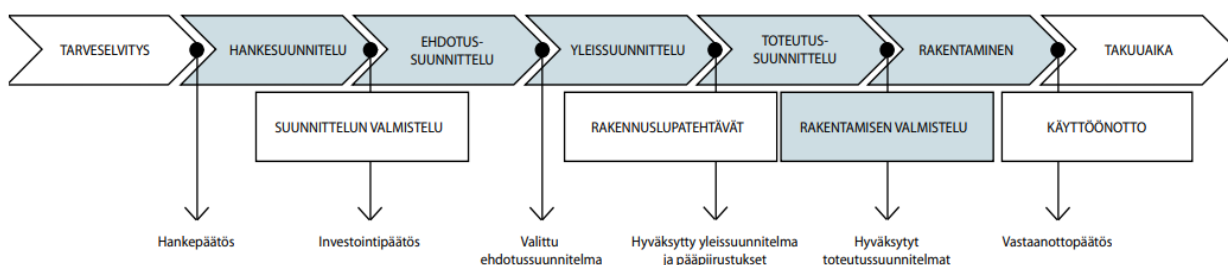 TARVESELVITYS
HANKESUUNNITELU
EHDOTUS-
SUUNNITTELU
YLEISSUUNNITTELU
TOTEUTUS-
SUUNNITTELU
RAKENTAMINEN
TAKUUAIKA
SUUNNITTELUN VALMISTELU
RAKENNUSLUPATEHTÄVÄT
RAKENTAMISEN VALMISTELU
KÄYTTÖÖNOTTO
Hankepäätös
Investointipäätös
Valittu
ehdotussuunnitelma
Hyväksytty yleissuunnitelma
ja pääpiirustukset
Hyväksytyt
toteutussuunnitelmat
Vastaanottopäätös